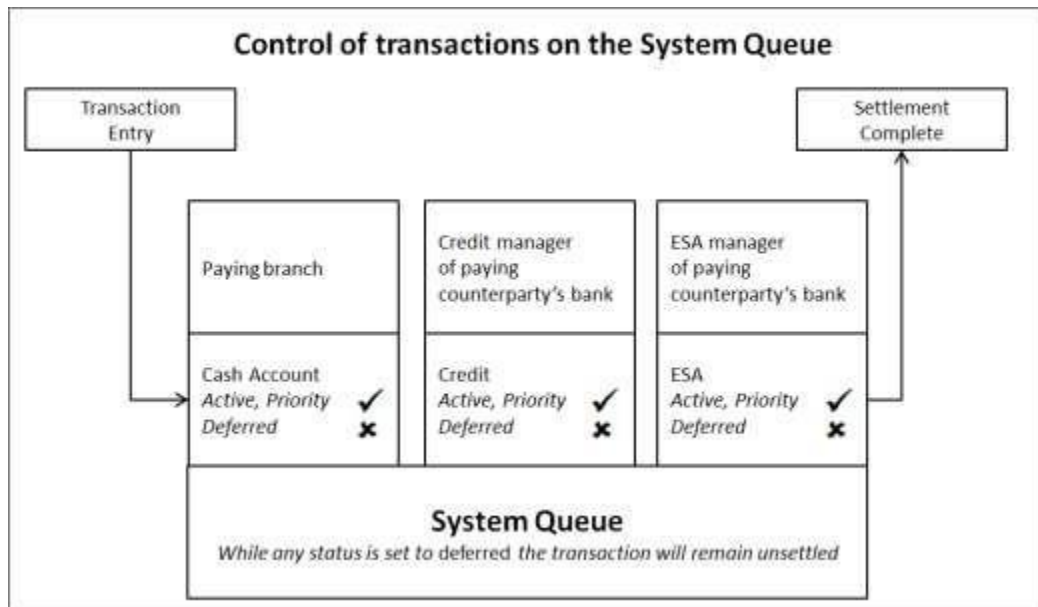 Control of transactions on the System Queue
Transaction
Entry
Settlement
Complete
Paying branch
Credit manager
of paying
counterparty's bank
ESA manager
of paying
counterparty's bank
Cash Account
Active, Priority ✓
Deferred ✖
Credit
Active, Priority ✓
Deferred ✖
ESA
Active, Priority ✓
Deferred ✖
System Queue
While any status is set to deferred the transaction will remain unsettled